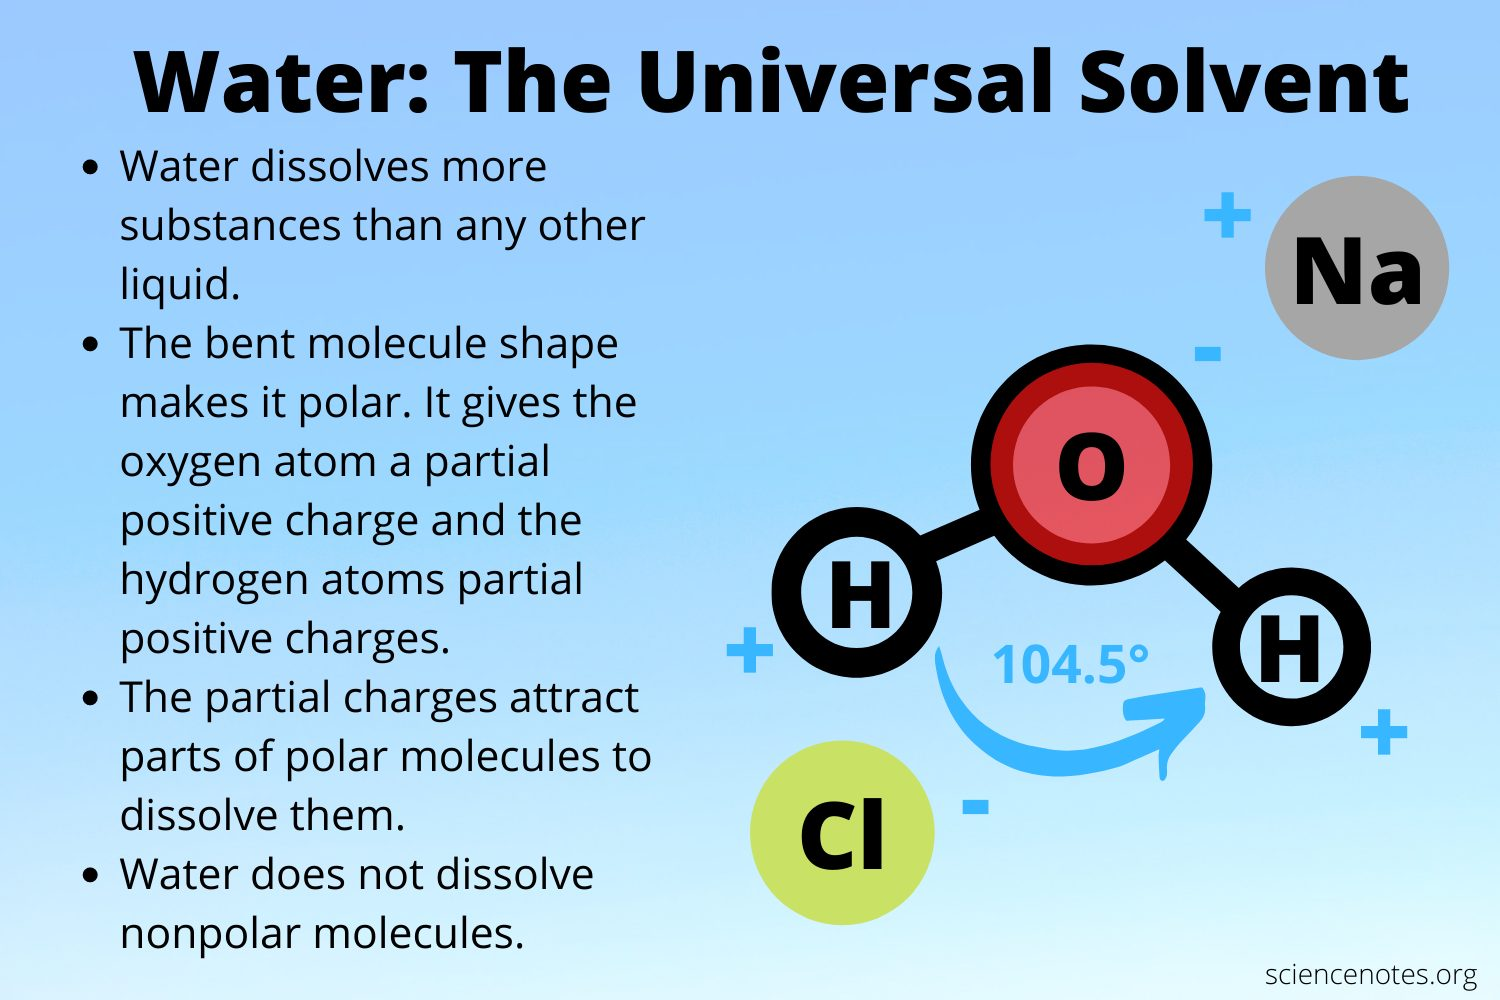 Water: The Universal Solvent
• Water dissolves more
substances than any other
liquid.
• The bent molecule shape
makes it polar. It gives the
oxygen atom a partial
positive charge and the
hydrogen atoms partial
positive charges.
• The partial charges attract
parts of polar molecules to
dissolve them.
• Water does not dissolve
nonpolar molecules.
+
Na
-
O
H
H
+
104.5°
+
Cl
-
sciencenotes.org